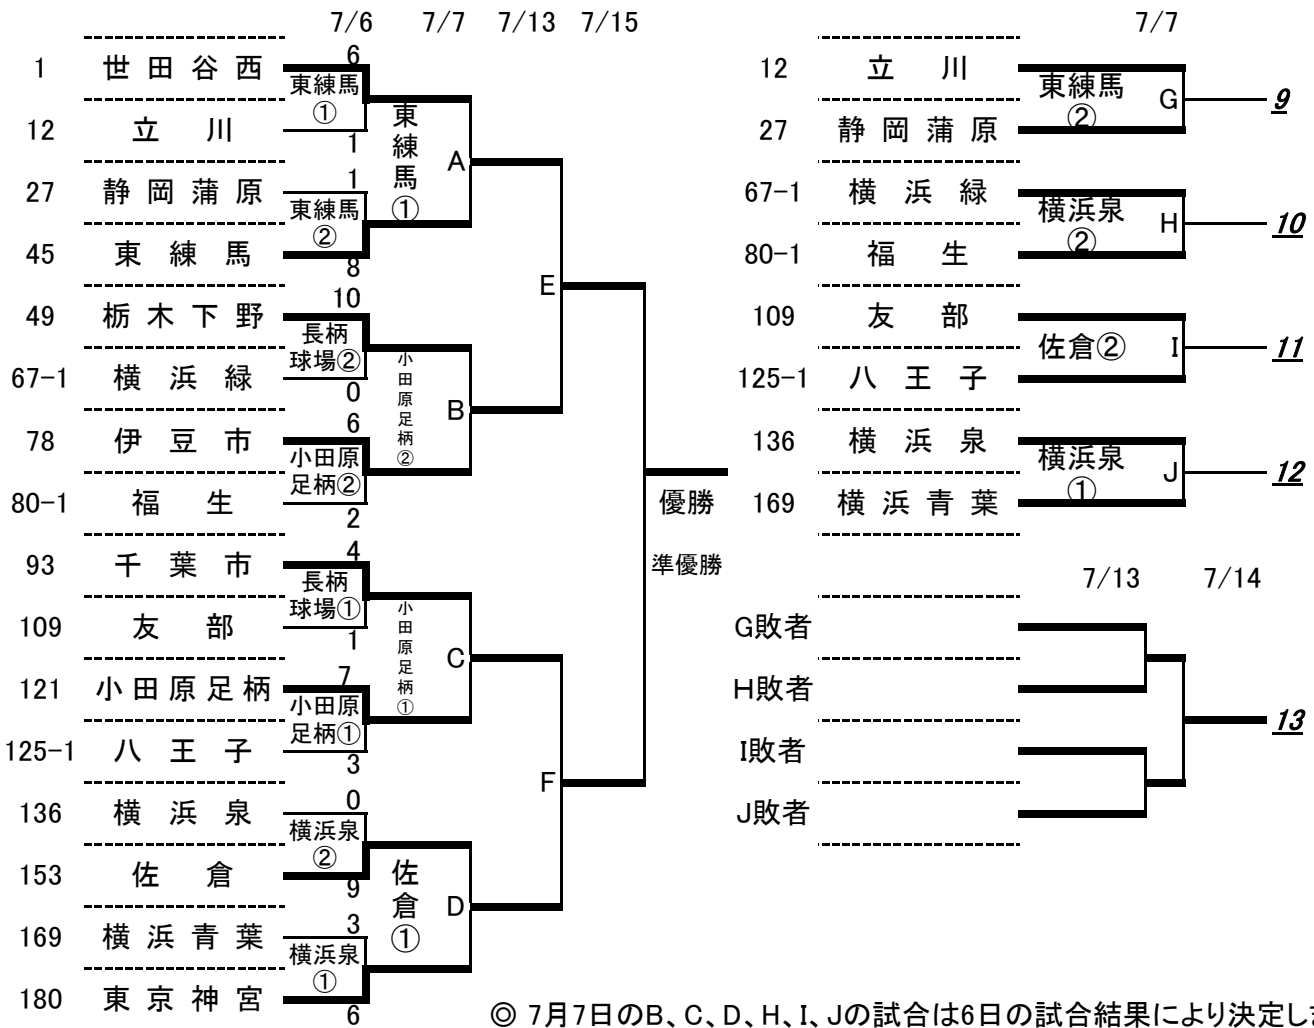 7/6 7/7 7/13 7/15
1 世田谷西 6
東練馬
①
12 立川 1
27 静岡蒲原 1
東練馬
②
45 東練馬 8
東練馬① A
49 栃木下野 10
長柄
球場②
67-1 横浜緑 0
78 伊豆市 6
小田原
足柄②
80-1 福生 2
小田原足柄② B
E
93 千葉市 4
長柄
球場①
109 友部 1
121 小田原足柄 7
小田原
足柄①
125-1 八王子 3
小田原足柄① C
136 横浜泉 0
横浜泉
②
153 佐倉 9
169 横浜青葉 3
横浜泉
①
180 東京神宮 6
佐倉① D
F
優勝
準優勝
7/7
12 立川
東練馬
② G 9
27 静岡蒲原
67-1 横浜緑
横浜泉
② H 10
80-1 福生
109 友部
佐倉② I 11
125-1 八王子
136 横浜泉
横浜泉
① J 12
169 横浜青葉
7/13 7/14
G敗者
H敗者
I敗者
J敗者
13
◎ 7月7日のB、C、D、H、I、Jの試合は6日の試合結果により決定し